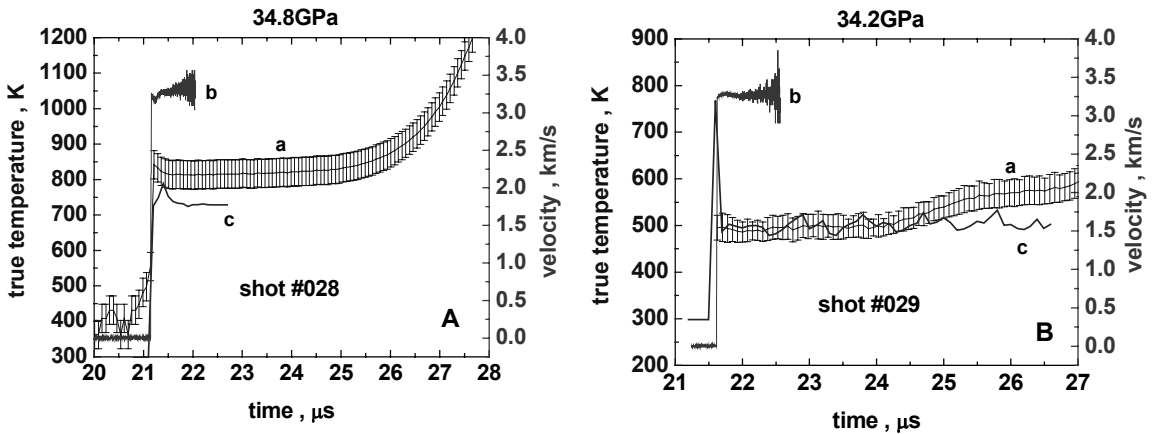 34.8GPa
1200
1100
1000
900
800
700
600
500
400
300
4.0
3.5
3.0
2.5
2.0
1.5
1.0
0.5
0.0
20 21 22 23 24 25 26 27 28
true temperature , K
velocity , km/s
time , μs
b
a
c
shot #028
A
34.2GPa
900
800
700
600
500
400
300
200
4.0
3.5
3.0
2.5
2.0
1.5
1.0
0.5
0.0
21 22 23 24 25 26 27
true temperature , K
velocity , km/s
time , μs
b
a
c
shot #029
B